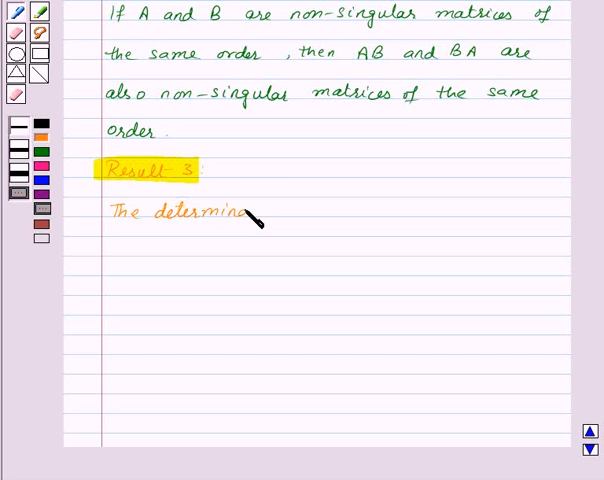 If A and B are non-singular matrices of
the same order, then AB and BA are
also non-singular matrices of the same
order.
Result 3:
The determina